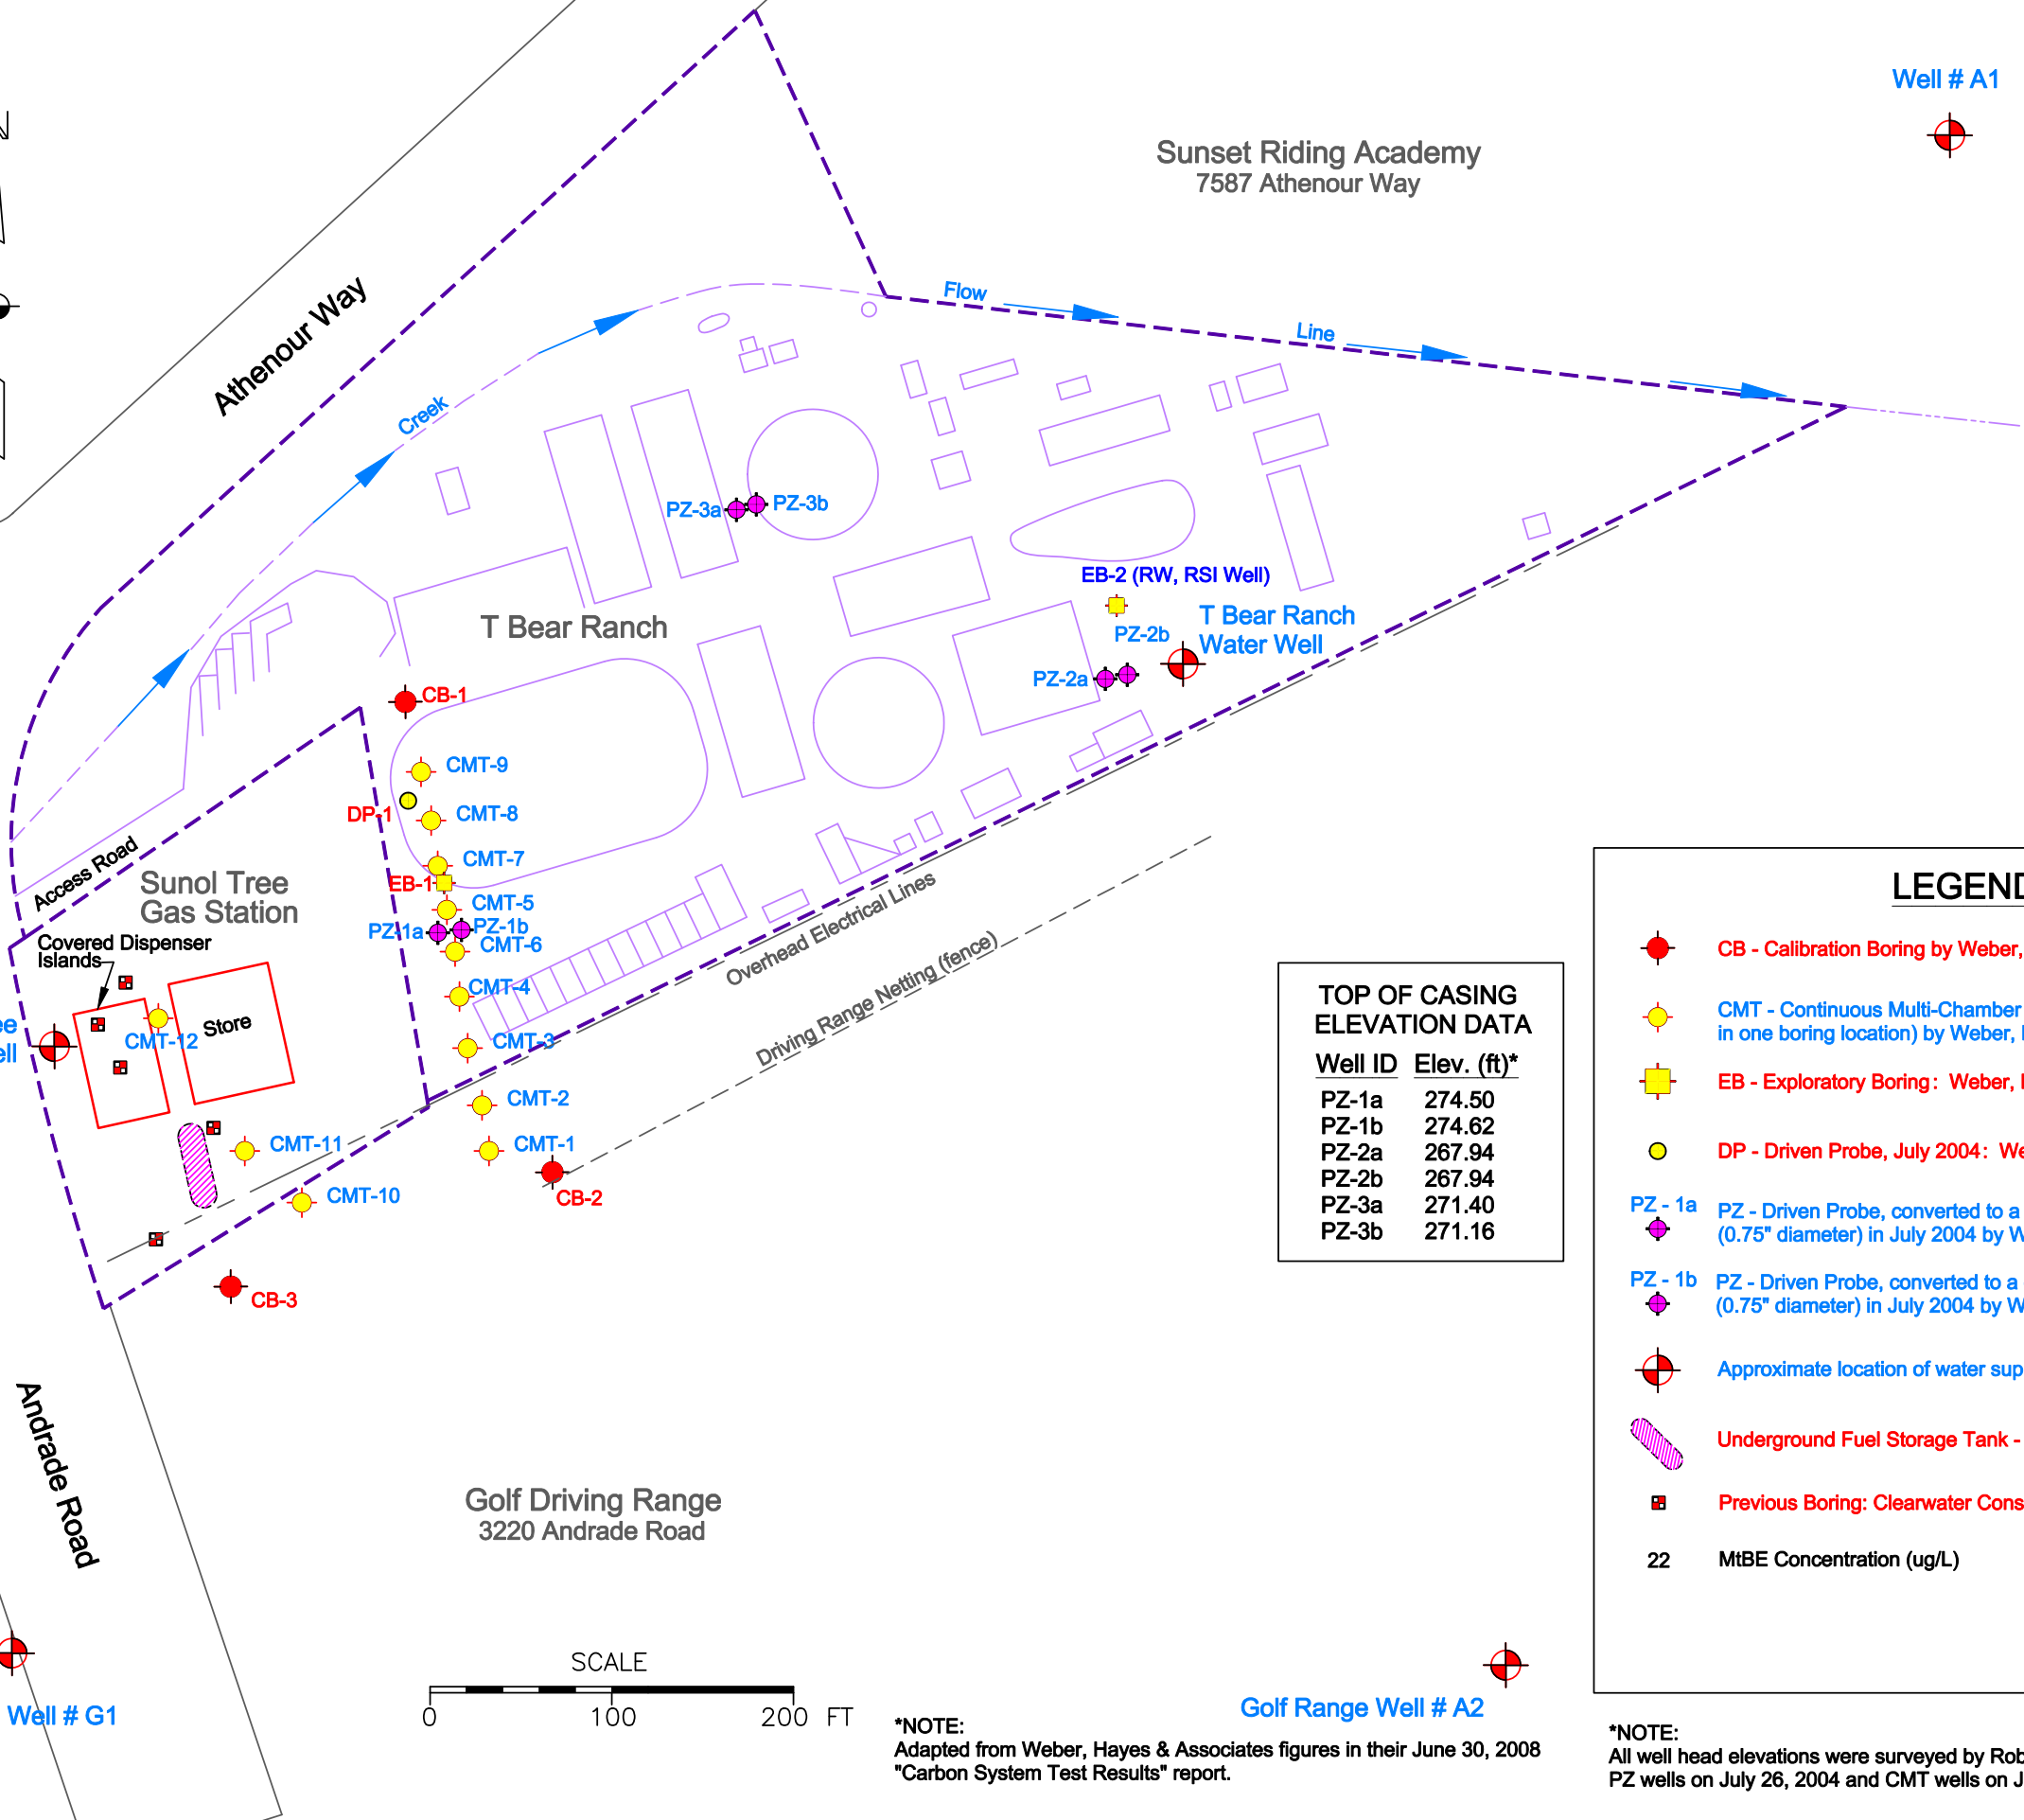 Well # A1
Sunset Riding Academy
7587 Athenour Way
Athenour Way
Flow
Line
Creek
PZ-3a
PZ-3b
EB-2 (RW, RSI Well)
T Bear Ranch
Water Well
PZ-2b
PZ-2a
T Bear Ranch
CB-1
CMT-9
DP-1
CMT-8
CMT-7
EB-1
CMT-5
PZ-1a
PZ-1b
CMT-6
CMT-4
CMT-3
CMT-2
CMT-1
CB-2
Access Road
Sunol Tree
Gas Station
Covered Dispenser
Islands
Store
CMT-12
CMT-11
CMT-10
CB-3
Overhead Electrical Lines
Driving Range Netting (fence)
Andrade Road
Golf Driving Range
3220 Andrade Road
Well # G1
SCALE
0 100 200 FT
Golf Range Well # A2
*NOTE:
Adapted from Weber, Hayes & Associates figures in their June 30, 2008
"Carbon System Test Results" report.
TOP OF CASING
ELEVATION DATA
Well ID Elev. (ft)*
PZ-1a 274.50
PZ-1b 274.62
PZ-2a 267.94
PZ-2b 267.94
PZ-3a 271.40
PZ-3b 271.16
LEGEND
CB - Calibration Boring by Weber,
CMT - Continuous Multi-Chamber
in one boring location) by Weber,
EB - Exploratory Boring: Weber,
DP - Driven Probe, July 2004:
PZ - 1a PZ - Driven Probe, converted to a
(0.75" diameter) in July 2004 by
PZ - 1b PZ - Driven Probe, converted to a
(0.75" diameter) in July 2004 by
Approximate location of water
Underground Fuel Storage Tank -
Previous Boring: Clearwater
22 MtBE Concentration (ug/L)
*NOTE:
All well head elevations were surveyed by
PZ wells on July 26, 2004 and CMT wells on